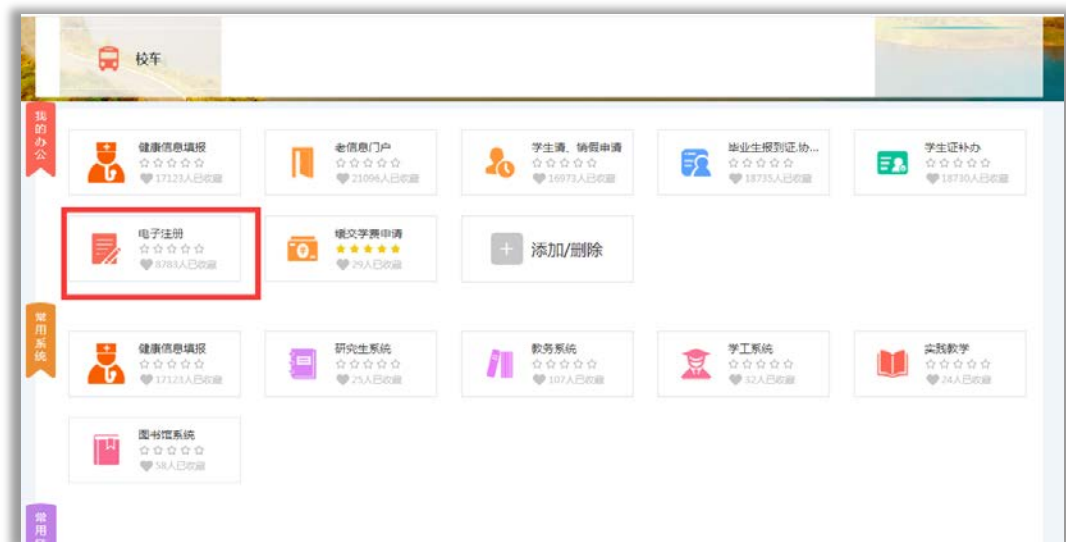 校车
我的办公
健康信息填报
17123人已收藏
老信息门户
21096人已收藏
学生请、销假申请
16973人已收藏
毕业生报到证.协...
18735人已收藏
学生证补办
18730人已收藏
电子注册
8783人已收藏
缓交学费申请
29人已收藏
添加/删除
常用系统
健康信息填报
17123人已收藏
研究生系统
25人已收藏
教务系统
107人已收藏
学工系统
32人已收藏
实践教学
24人已收藏
图书馆系统
58人已收藏
常用